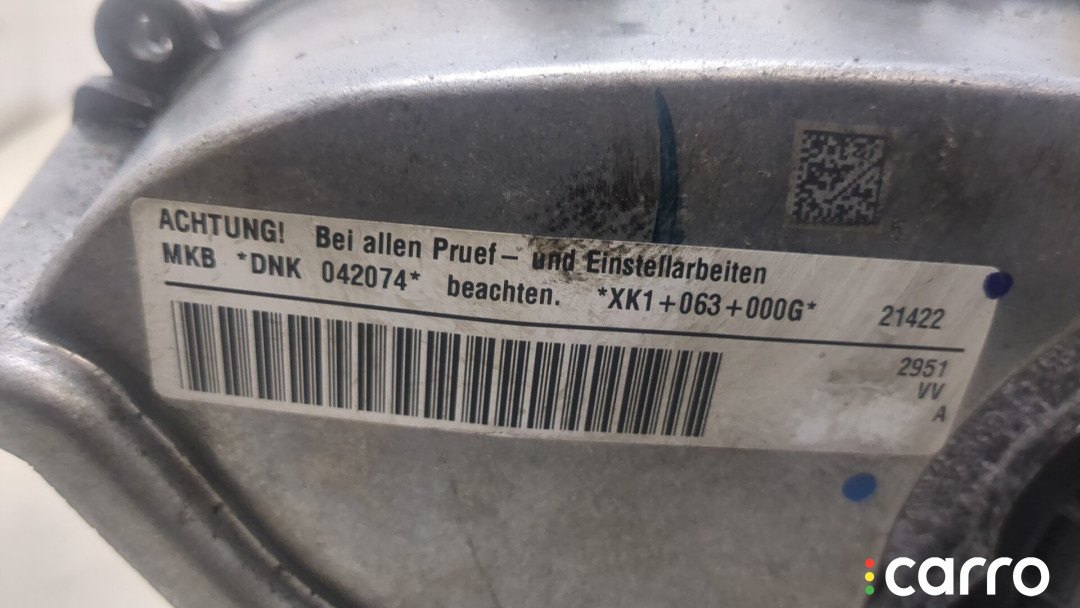 ACHTUNG! Bei allen Pruef- und Einstellarbeiten
MKB *DNK 042074* beachten. *XK1+063+000G* 21422
2951
VV
A
carro